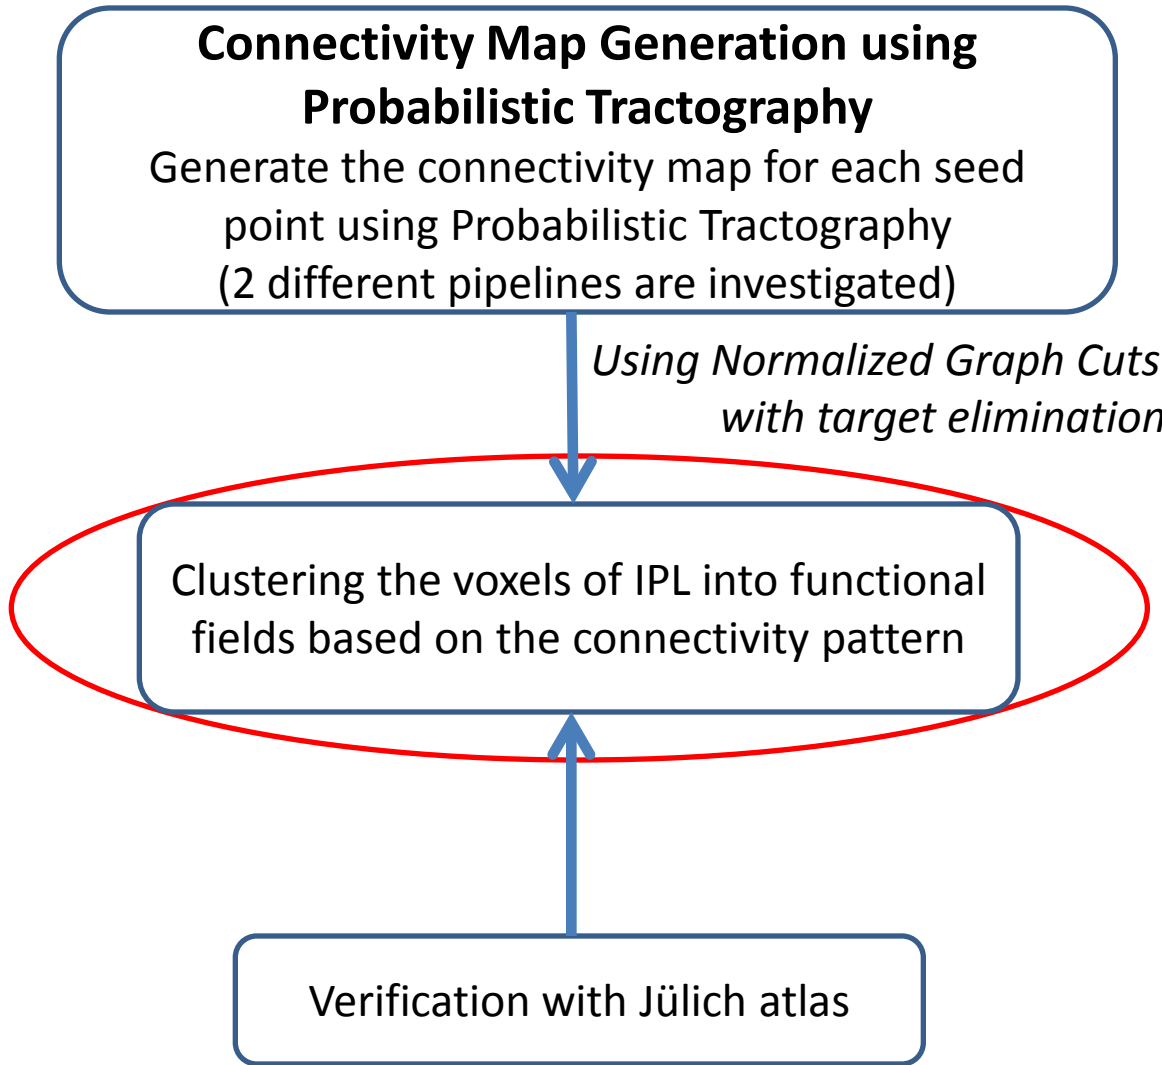 Connectivity Map Generation using
Probabilistic Tractography
Generate the connectivity map for each seed
point using Probabilistic Tractography
(2 different pipelines are investigated)
Using Normalized Graph Cuts
with target elimination
Clustering the voxels of IPL into functional
fields based on the connectivity pattern
Verification with Jülich atlas